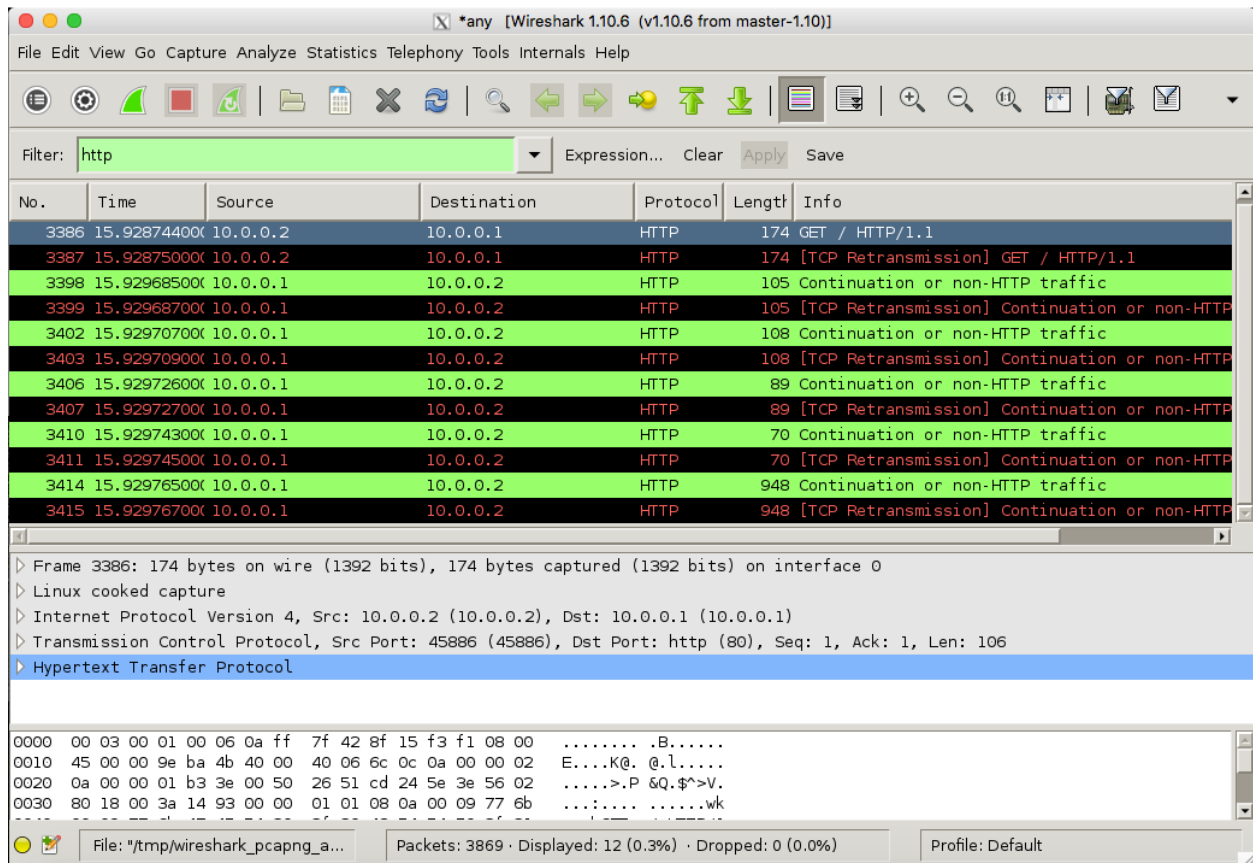 *any [Wireshark 1.10.6 (v1.10.6 from master-1.10)]
File Edit View Go Capture Analyze Statistics Telephony Tools Internals Help
Filter: http Expression... Clear Apply Save
No. Time Source Destination Protocol Length Info
3386 15.928744000( 10.0.0.2 10.0.0.1 HTTP 174 GET / HTTP/1.1
3387 15.928750000( 10.0.0.2 10.0.0.1 HTTP 174 [TCP Retransmission] GET / HTTP/1.1
3398 15.929685000( 10.0.0.1 10.0.0.2 HTTP 105 Continuation or non-HTTP traffic
3399 15.929687000( 10.0.0.1 10.0.0.2 HTTP 105 [TCP Retransmission] Continuation or non-HTTP
3402 15.929707000( 10.0.0.1 10.0.0.2 HTTP 108 Continuation or non-HTTP traffic
3403 15.929709000( 10.0.0.1 10.0.0.2 HTTP 108 [TCP Retransmission] Continuation or non-HTTP
3406 15.929726000( 10.0.0.1 10.0.0.2 HTTP 89 Continuation or non-HTTP traffic
3407 15.929727000( 10.0.0.1 10.0.0.2 HTTP 89 [TCP Retransmission] Continuation or non-HTTP
3410 15.929743000( 10.0.0.1 10.0.0.2 HTTP 70 Continuation or non-HTTP traffic
3411 15.929745000( 10.0.0.1 10.0.0.2 HTTP 70 [TCP Retransmission] Continuation or non-HTTP
3414 15.929765000( 10.0.0.1 10.0.0.2 HTTP 948 Continuation or non-HTTP traffic
3415 15.929767000( 10.0.0.1 10.0.0.2 HTTP 948 [TCP Retransmission] Continuation or non-HTTP
Frame 3386: 174 bytes on wire (1392 bits), 174 bytes captured (1392 bits) on interface 0
Linux cooked capture
Internet Protocol Version 4, Src: 10.0.0.2 (10.0.0.2), Dst: 10.0.0.1 (10.0.0.1)
Transmission Control Protocol, Src Port: 45886 (45886), Dst Port: http (80), Seq: 1, Ack: 1, Len: 106
Hypertext Transfer Protocol
0000 00 03 00 01 00 06 0a ff 7f 42 8f 15 f3 f1 08 00 ........ .B......
0010 45 00 00 9e ba 4b 40 00 40 06 6c 0c 0a 00 00 02 E....K@. @.l.....
0020 0a 00 00 01 b3 3e 00 50 26 51 cd 24 5e 3e 56 02 .....>.P &Q.$^>V.
0030 80 18 00 3a 14 93 00 00 01 01 08 0a 00 09 77 6b ...:.... ......wk
File: "/tmp/wireshark_pcapng_a... Packets: 3869 · Displayed: 12 (0.3%) · Dropped: 0 (0.0%) Profile: Default